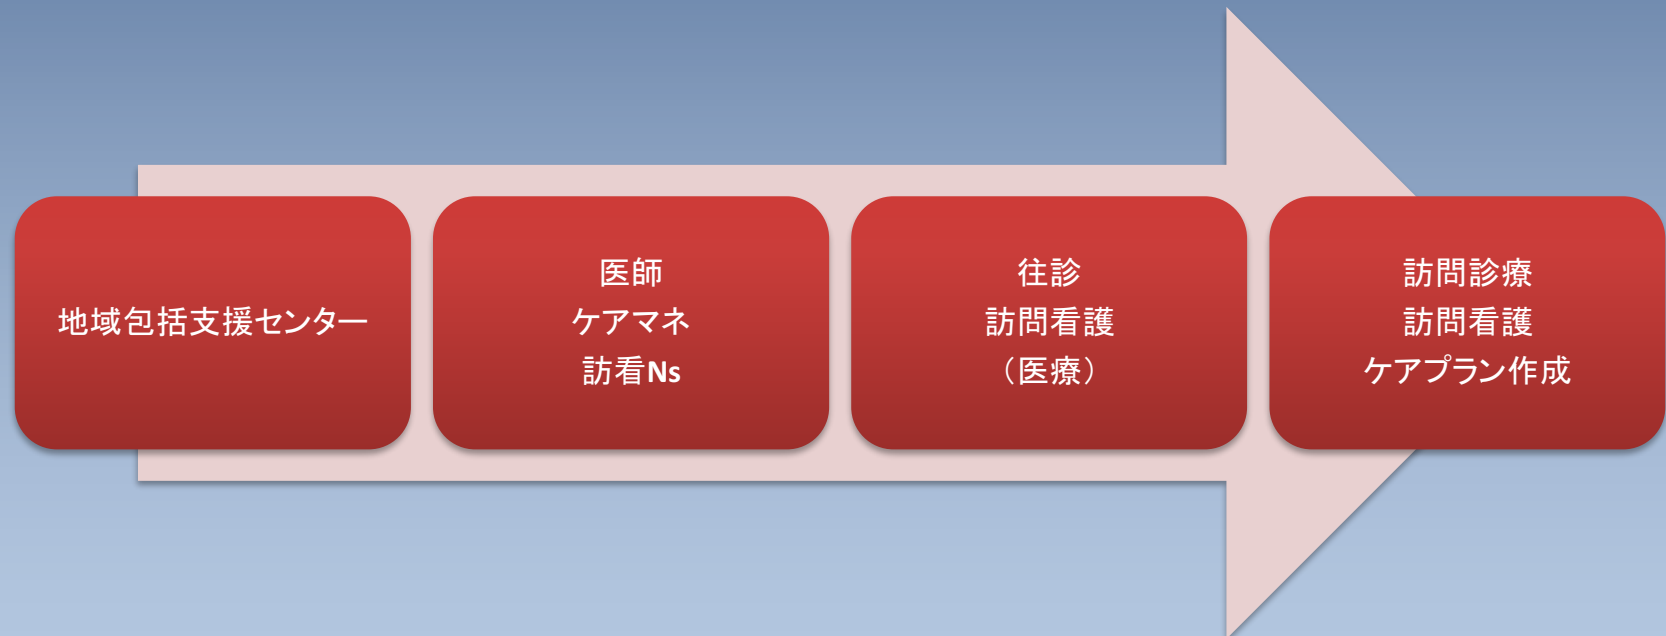 地域包括支援センター
医師
ケアマネ
訪看Ns
往診
訪問看護
（医療）
訪問診療
訪問看護
ケアプラン作成